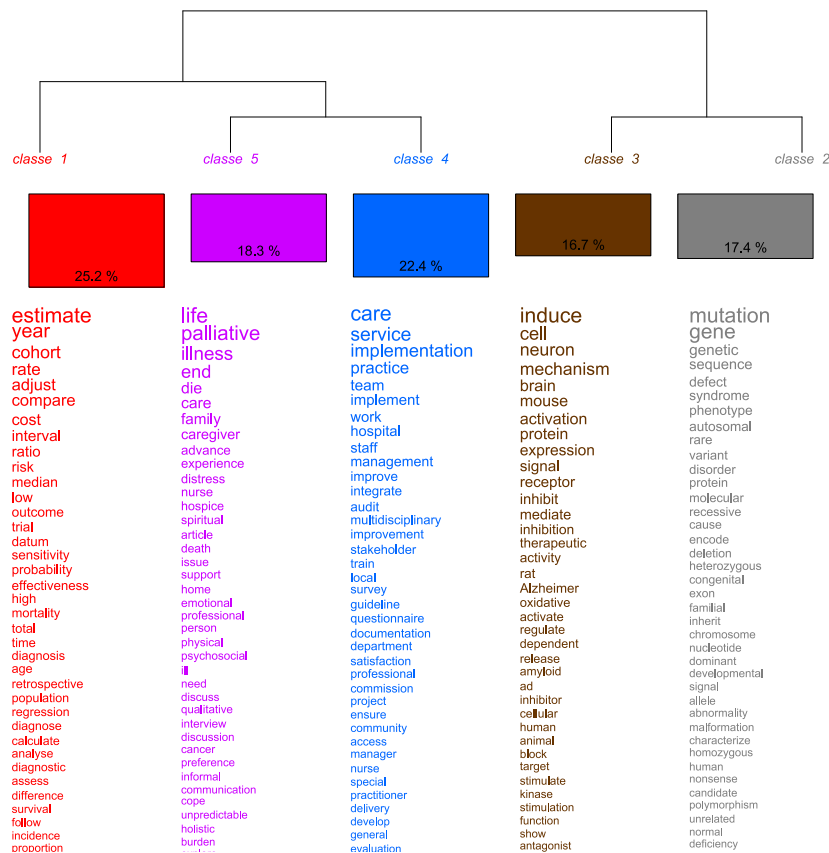 classe 1
classe 5
classe 4
classe 3
classe 2
25.2 %
18.3 %
22.4 %
16.7 %
17.4 %
estimate
year
cohort
rate
adjust
compare
cost
interval
ratio
risk
median
low
outcome
trial
datum
sensitivity
probability
effectiveness
high
mortality
total
time
diagnosis
age
retrospective
population
regression
diagnose
calculate
analyse
diagnostic
assess
difference
survival
follow
incidence
proportion
life
palliative
illness
end
die
care
family
caregiver
advance
experience
distress
nurse
hospice
spiritual
article
death
issue
support
home
emotional
professional
person
physical
psychosocial
ill
need
discuss
qualitative
interview
discussion
cancer
preference
informal
communication
cope
unpredictable
holistic
burden
care
service
implementation
practice
team
implement
work
hospital
staff
management
improve
integrate
audit
multidisciplinary
improvement
stakeholder
train
local
survey
guideline
questionnaire
documentation
department
satisfaction
professional
commission
project
ensure
community
access
manager
nurse
special
practitioner
delivery
develop
general
evaluation
induce
cell
neuron
mechanism
brain
mouse
activation
protein
expression
signal
receptor
inhibit
mediate
inhibition
therapeutic
activity
rat
Alzheimer
oxidative
activate
regulate
dependent
release
amyloid
ad
inhibitor
cellular
human
animal
block
target
stimulate
kinase
stimulation
function
show
antagonist
mutation
gene
genetic
sequence
defect
syndrome
phenotype
autosomal
rare
variant
disorder
protein
molecular
recessive
cause
encode
deletion
heterozygous
congenital
exon
familial
inherit
chromosome
nucleotide
dominant
developmental
signal
allele
abnormality
malformation
characterize
homozygous
human
nonsense
candidate
polymorphism
unrelated
normal
deficiency